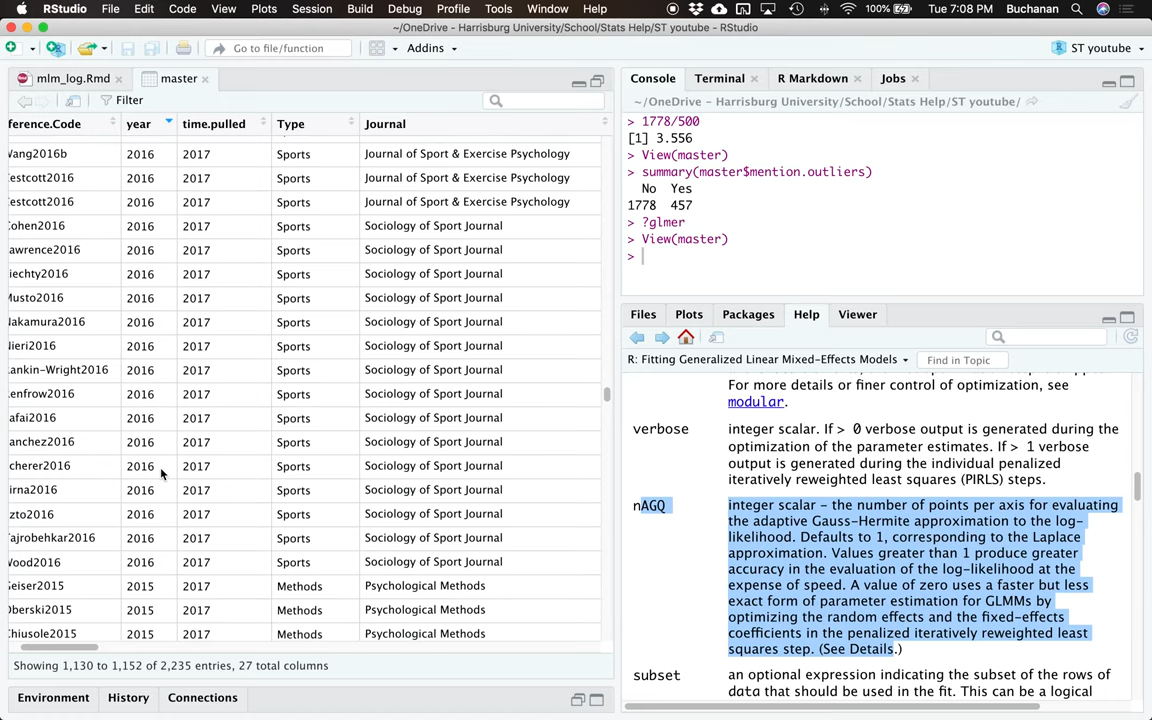 RStudio File Edit Code View Plots Session Build Debug Profile Tools Window Help 100% Tue 7:08 PM Buchanan
~/OneDrive - Harrisburg University/School/Stats Help/ST youtube - RStudio
Go to file/function Addins ST youtube
mlm_log.Rmd master
Filter
ference.Code year time.pulled Type Journal
Wang2016b 2016 2017 Sports Journal of Sport & Exercise Psychology
estcott2016 2016 2017 Sports Journal of Sport & Exercise Psychology
estcott2016 2016 2017 Sports Journal of Sport & Exercise Psychology
Cohen2016 2016 2017 Sports Sociology of Sport Journal
awrence2016 2016 2017 Sports Sociology of Sport Journal
iechty2016 2016 2017 Sports Sociology of Sport Journal
Musto2016 2016 2017 Sports Sociology of Sport Journal
Nakamura2016 2016 2017 Sports Sociology of Sport Journal
Nieri2016 2016 2017 Sports Sociology of Sport Journal
ankin-Wright2016 2016 2017 Sports Sociology of Sport Journal
enfrow2016 2016 2017 Sports Sociology of Sport Journal
afai2016 2016 2017 Sports Sociology of Sport Journal
anchez2016 2016 2017 Sports Sociology of Sport Journal
cherer2016 2016 2017 Sports Sociology of Sport Journal
irna2016 2016 2017 Sports Sociology of Sport Journal
zto2016 2016 2017 Sports Sociology of Sport Journal
ajrobehkar2016 2016 2017 Sports Sociology of Sport Journal
Wood2016 2016 2017 Sports Sociology of Sport Journal
Geiser2015 2015 2017 Methods Psychological Methods
Oberski2015 2015 2017 Methods Psychological Methods
Chiusole2015 2015 2017 Methods Psychological Methods
Showing 1,130 to 1,152 of 2,235 entries, 27 total columns
Environment History Connections
Console Terminal R Markdown Jobs
~/OneDrive - Harrisburg University/School/Stats Help/ST youtube/
> 1778/500
[1] 3.556
> View(master)
> summary(master$mention.outliers)
No Yes
1778 457
> ?glmer
> View(master)
>
Files Plots Packages Help Viewer
R: Fitting Generalized Linear Mixed-Effects Models Find in Topic
For more details or finer control of optimization, see
modular.
verbose integer scalar. If > 0 verbose output is generated during the
optimization of the parameter estimates. If > 1 verbose
output is generated during the individual penalized
iteratively reweighted least squares (PIRLS) steps.
nAGQ integer scalar - the number of points per axis for evaluating
the adaptive Gauss-Hermite approximation to the log-
likelihood. Defaults to 1, corresponding to the Laplace
approximation. Values greater than 1 produce greater
accuracy in the evaluation of the log-likelihood at the
expense of speed. A value of zero uses a faster but less
exact form of parameter estimation for GLMMs by
optimizing the random effects and the fixed-effects
coefficients in the penalized iteratively reweighted least
squares step. (See Details.)
subset an optional expression indicating the subset of the rows of
data that should be used in the fit. This can be a logical